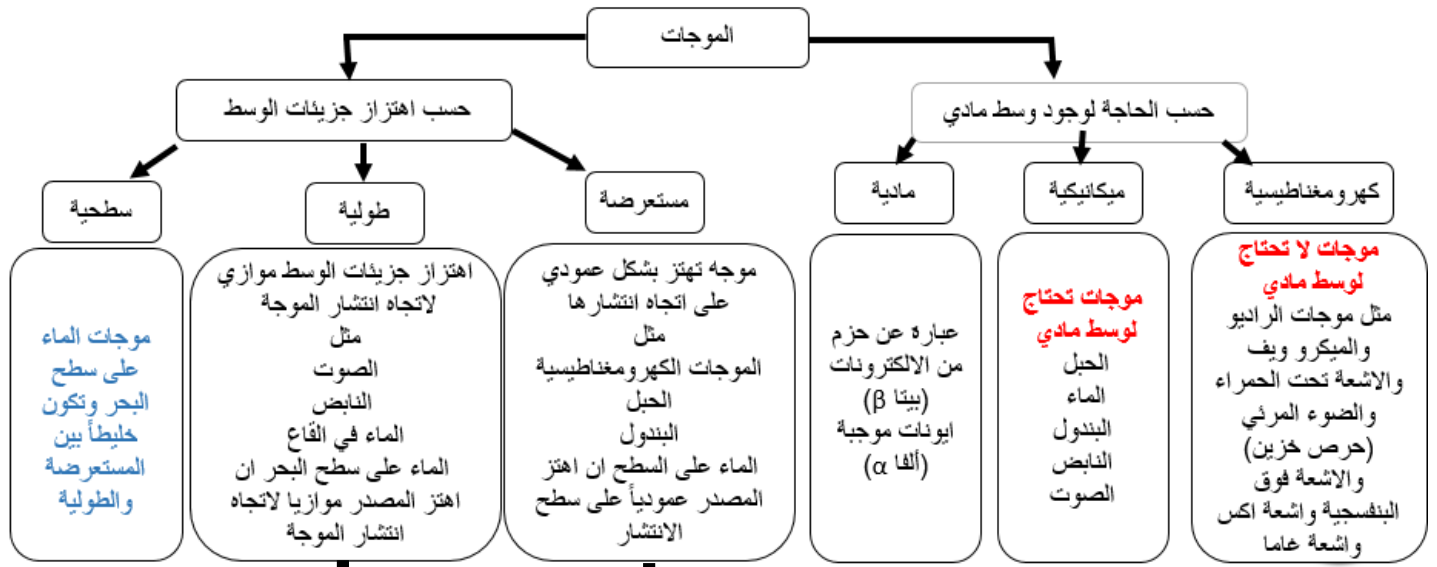 الموجات
حسب الحاجة لوجود وسط مادي
حسب اهتزاز جزيئات الوسط
كهرومغناطيسية
ميكانيكية
مادية
مستعرضة
طولية
سطحية
موجات لا تحتاج
لوسط مادي
مثل موجات الراديو
والميكرو ويف
والاشعة تحت الحمراء
والضوء المرئي
(حرص خزين)
والاشعة فوق
البنفسجية واشعة اكس
واشعة غاما
موجات تحتاج
لوسط مادي
الحبل
الماء
البندول
النابض
الصوت
عبارة عن حزم
من الالكترونات
(بيتا β)
ايونات موجبة
(ألفا α)
موجه تهتز بشكل عمودي
على اتجاه انتشارها
مثل
الموجات الكهرومغناطيسية
الحبل
البندول
الماء على السطح ان اهتز
المصدر عمودياً على سطح
الانتشار
اهتزاز جزيئات الوسط موازي
لاتجاه انتشار الموجة
مثل
الصوت
النابض
الماء في القاع
الماء على سطح البحر ان
اهتز المصدر موازيا لاتجاه
انتشار الموجة
موجات الماء
على سطح
البحر وتكون
خليطاً بين
المستعرضة
والطولية